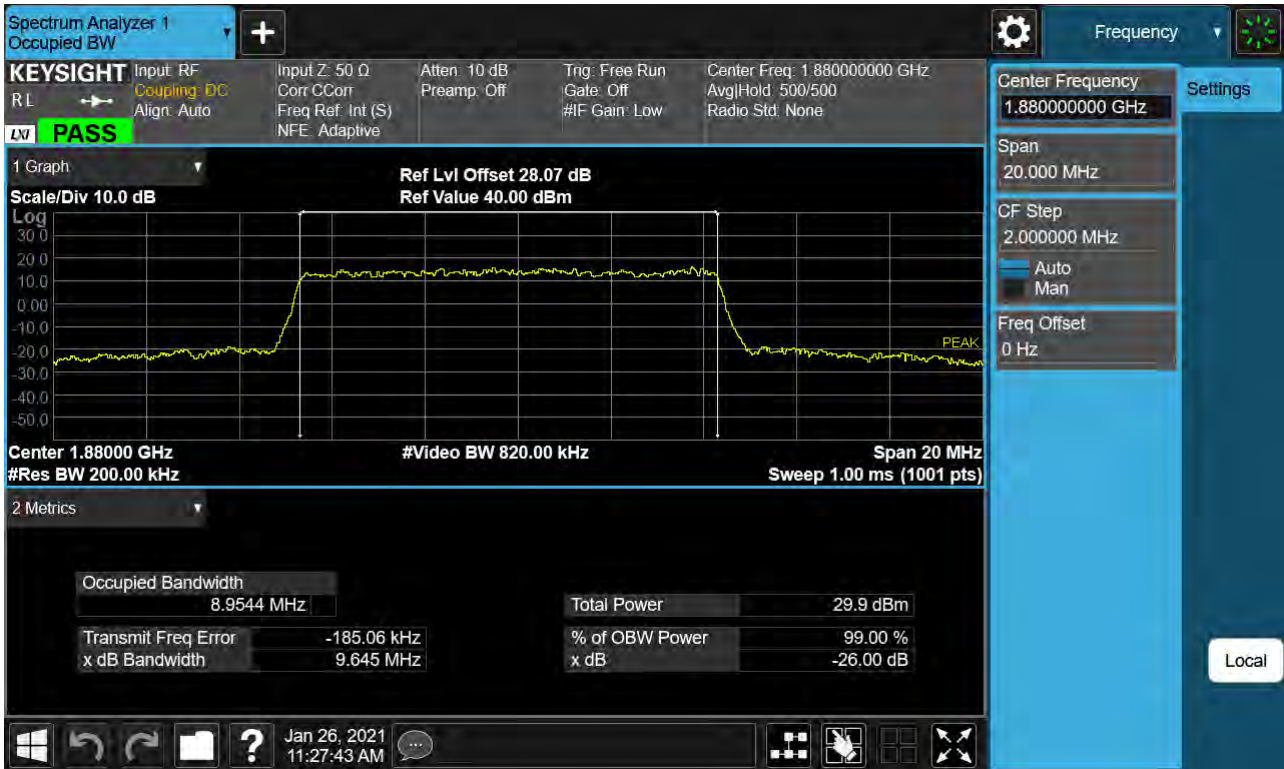 Spectrum Analyzer 1
Occupied BW
+
Frequency
KEYSIGHT
R L
LXI
PASS
Input: RF
Coupling: DC
Align: Auto
Input Z: 50 Ω
Corr CCorr
Freq Ref: Int (S)
NFE: Adaptive
Atten: 10 dB
Preamp: Off
Trig: Free Run
Gate: Off
#IF Gain: Low
Center Freq: 1.880000000 GHz
Avg|Hold: 500/500
Radio Std: None
Center Frequency
1.880000000 GHz
Settings
Span
20.000 MHz
CF Step
2.000000 MHz
Auto
Man
Freq Offset
0 Hz
Local
1 Graph
Scale/Div 10.0 dB
Ref Lvl Offset 28.07 dB
Ref Value 40.00 dBm
Log
30.0
20.0
10.0
0.00
-10.0
-20.0
-30.0
-40.0
-50.0
PEAK
Center 1.88000 GHz
#Video BW 820.00 kHz
Span 20 MHz
#Res BW 200.00 kHz
Sweep 1.00 ms (1001 pts)
2 Metrics
Occupied Bandwidth
8.9544 MHz
Total Power 29.9 dBm
Transmit Freq Error -185.06 kHz
% of OBW Power 99.00 %
x dB Bandwidth 9.645 MHz
x dB -26.00 dB
?
Jan 26, 2021
11:27:43 AM